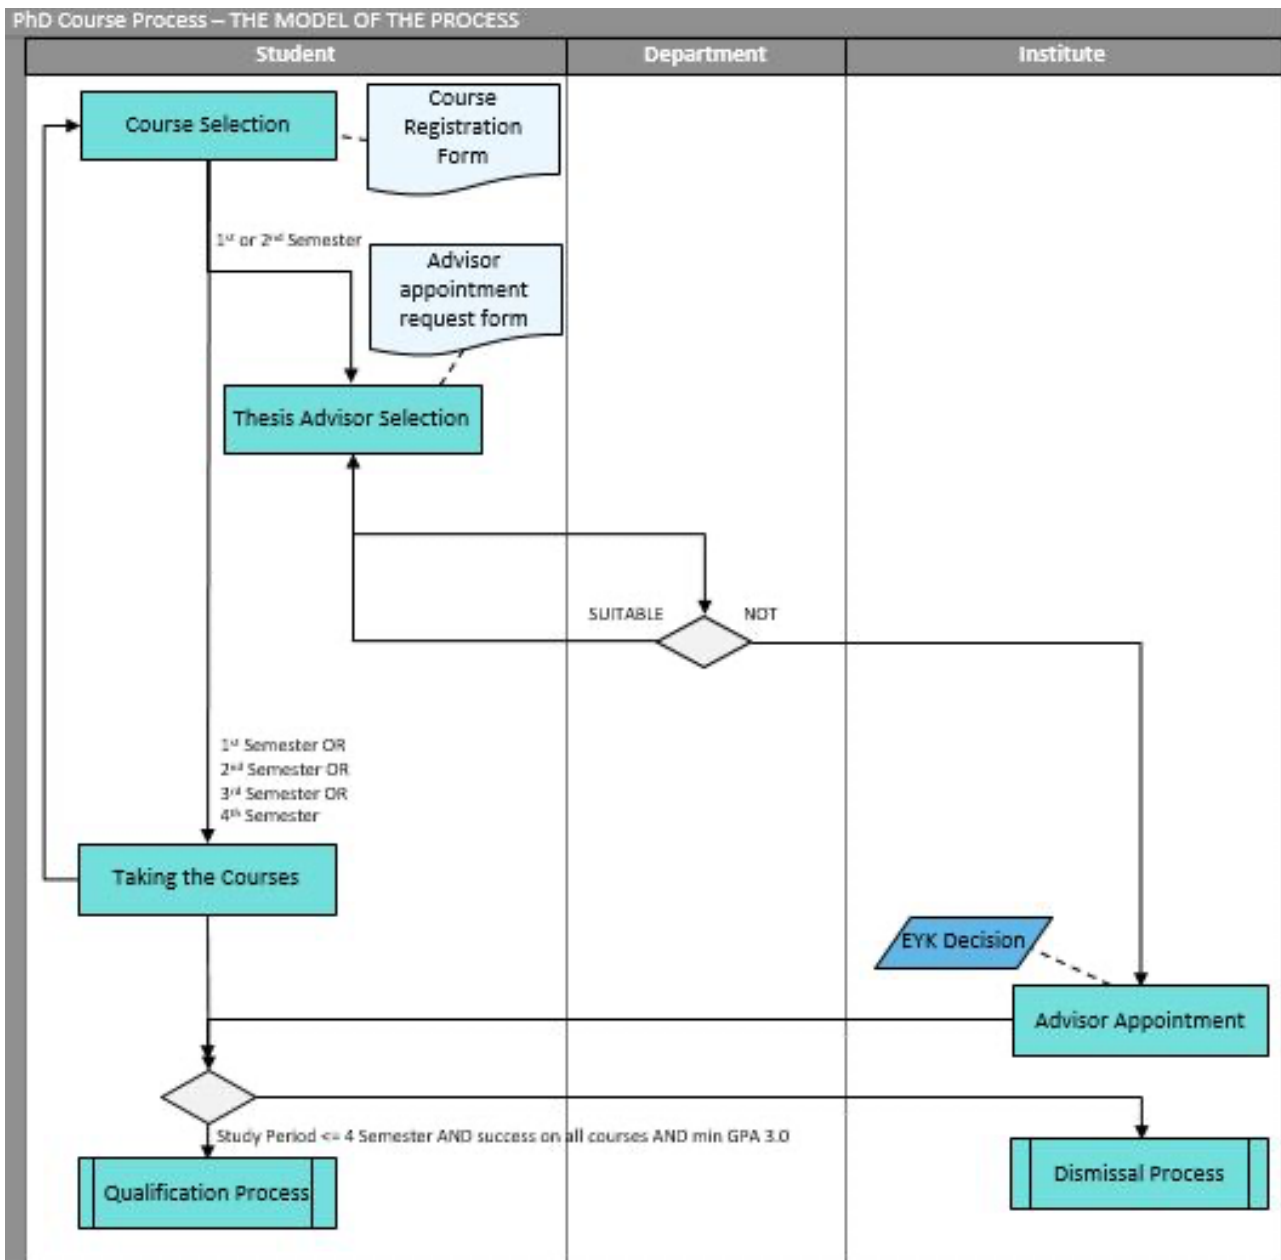 PhD Course Process – THE MODEL OF THE PROCESS
Student
Department
Institute
Course Selection
Course
Registration
Form
1st or 2nd Semester
Advisor
appointment
request form
Thesis Advisor Selection
SUITABLE
NOT
1st Semester OR
2nd Semester OR
3rd Semester OR
4th Semester
Taking the Courses
EYK Decision
Advisor Appointment
Study Period <= 4 Semester AND success on all courses AND min GPA 3.0
Qualification Process
Dismissal Process